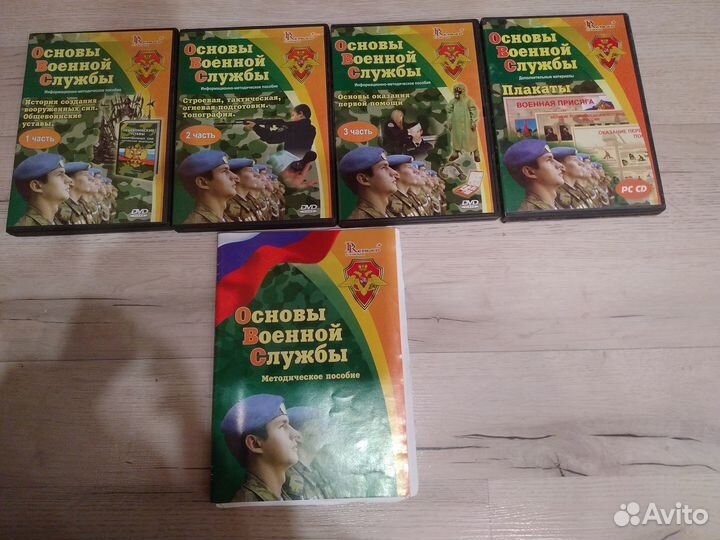 Основы
Военной
Службы
Информационно-методическое пособие
История создания
вооруженных сил.
Общевоинские
уставы.
1 часть
DVD
Основы
Военной
Службы
Информационно-методическое пособие
Строевая, тактическая,
огневая подготовки.
Топография.
2 часть
DVD
Основы
Военной
Службы
Информационно-методическое пособие
Основы оказания
первой помощи
3 часть
DVD
Основы
Военной
Службы
Дополнительные материалы
Плакаты
ВОЕННАЯ ПРИСЯГА
PC CD
Основы
Военной
Службы
Методическое пособие
Avito